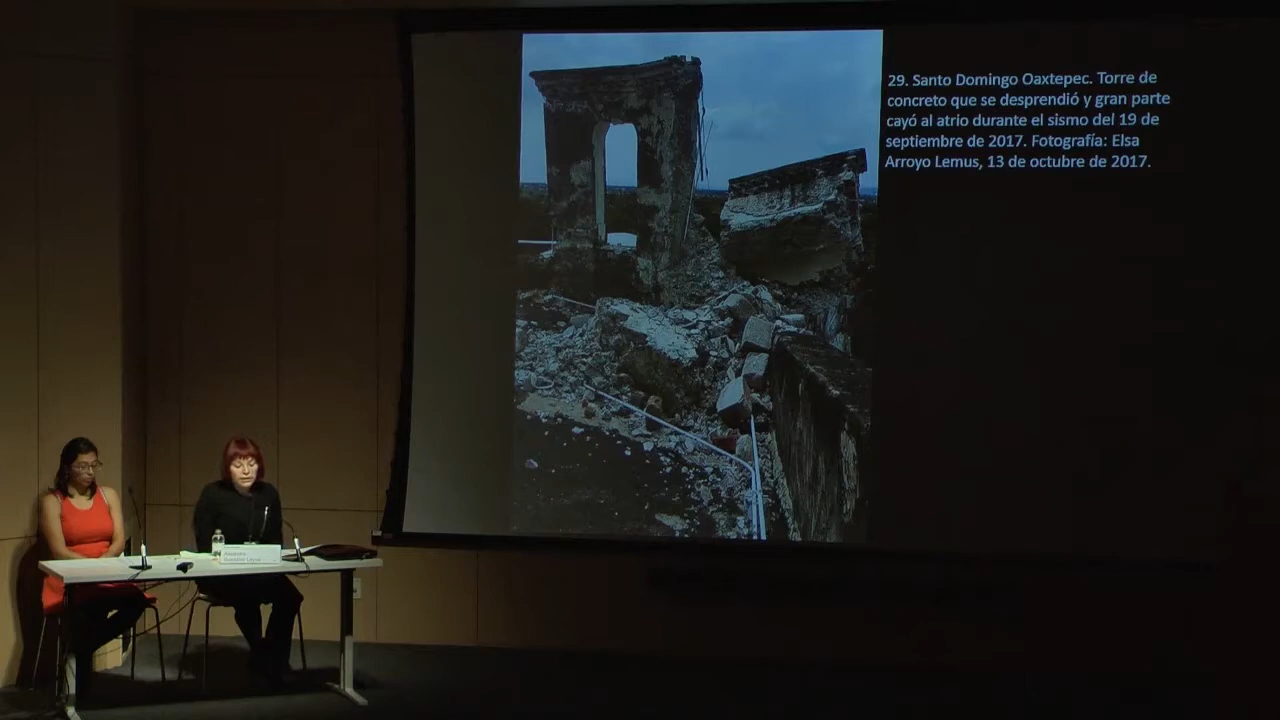 29. Santo Domingo Oaxtepec. Torre de
concreto que se desprendió y gran parte
cayó al atrio durante el sismo del 19 de
septiembre de 2017. Fotografía: Elsa
Arroyo Lemus, 13 de octubre de 2017.
Alejandra